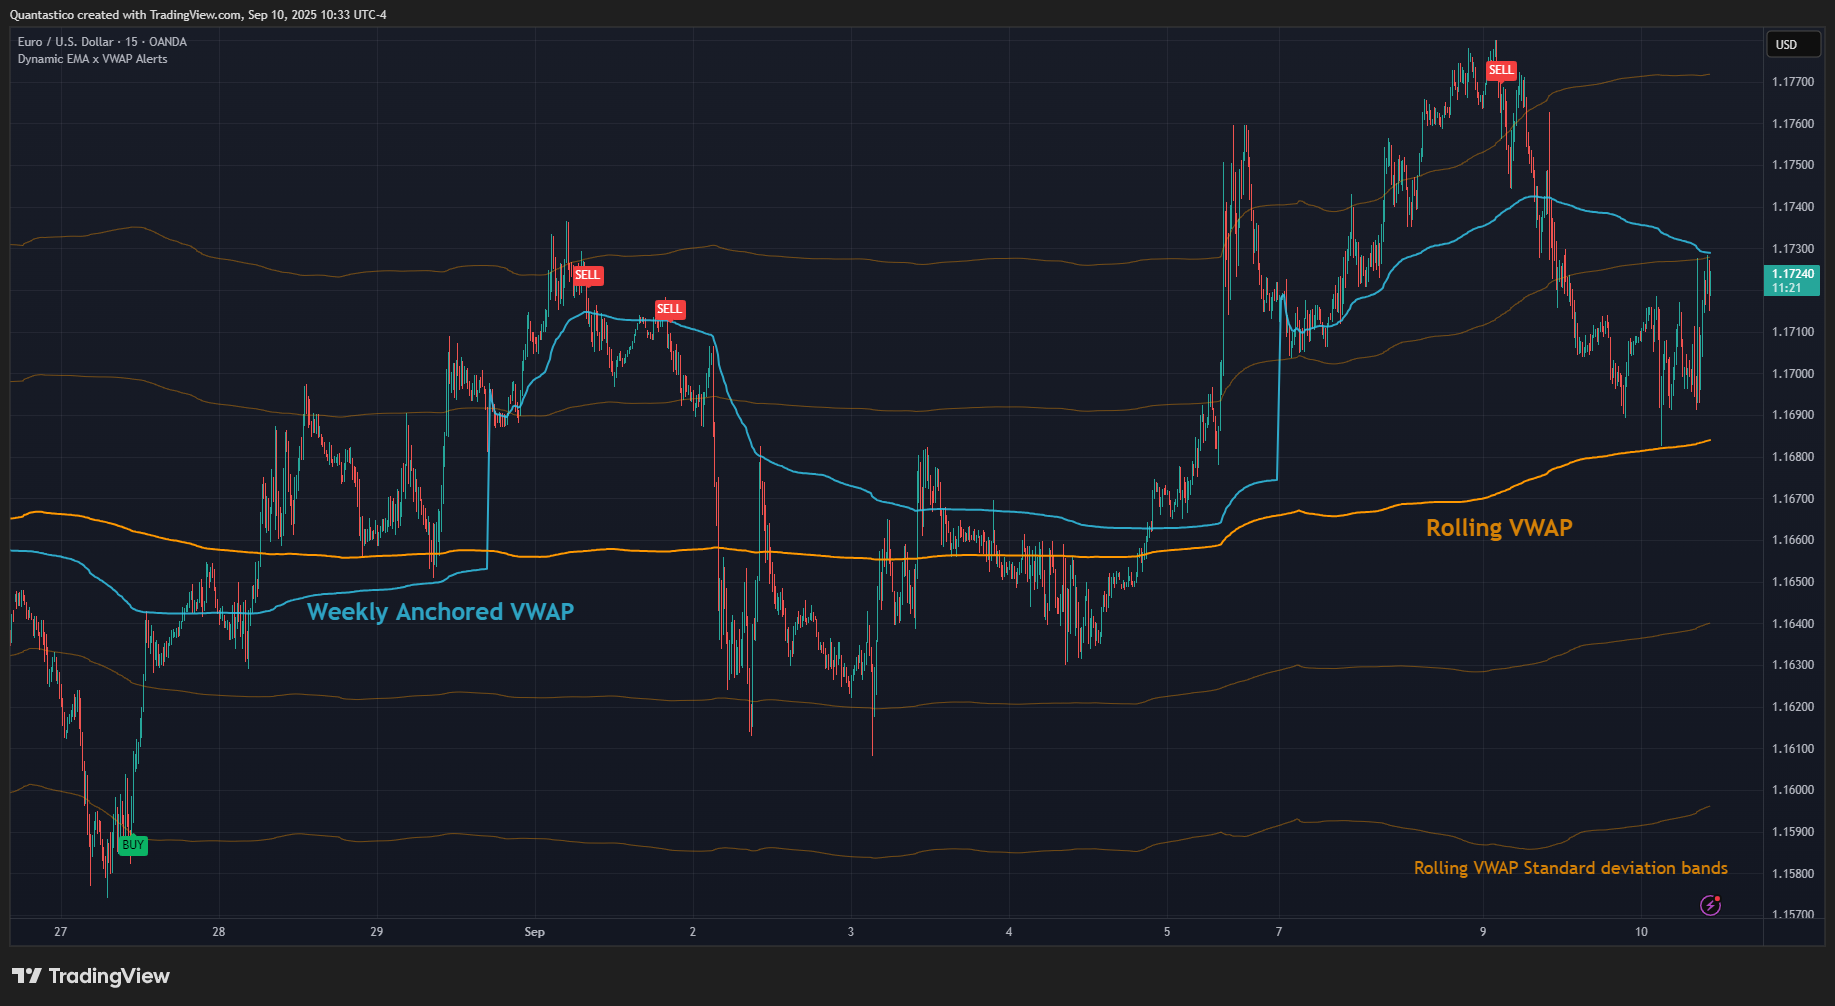 Quantastico created with TradingView.com, Sep 10, 2025 10:33 UTC-4
Euro / U.S. Dollar · 15 · OANDA
Dynamic EMA x VWAP Alerts
USD
SELL
1.17700
1.17600
1.17500
1.17400
1.17300
SELL
1.17240
11:21
SELL
1.17100
1.17000
1.16900
1.16800
1.16700
Rolling VWAP
1.16600
1.16500
Weekly Anchored VWAP
1.16400
1.16300
1.16200
1.16100
1.16000
1.15900
BUY
Rolling VWAP Standard deviation bands
1.15800
1.15700
27 28 29 Sep 2 3 4 5 7 9 10
TradingView